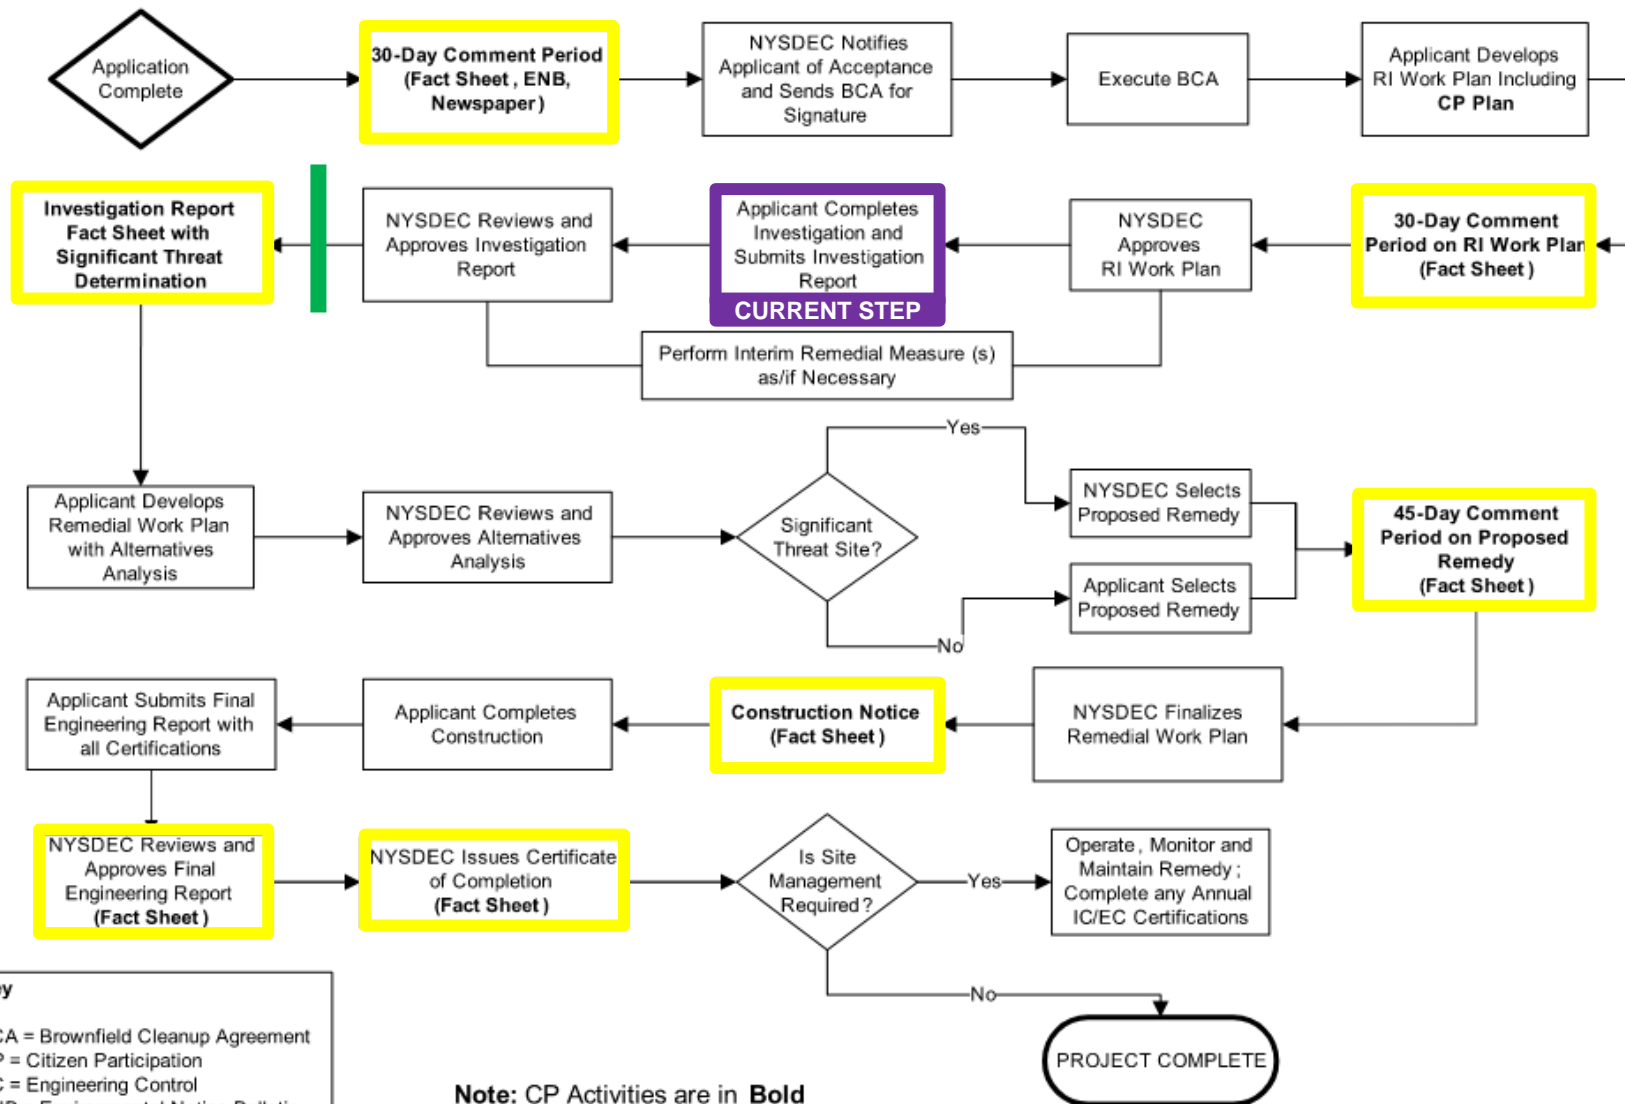 Application
Complete
30-Day Comment Period
(Fact Sheet, ENB,
Newspaper)
NYSDEC Notifies
Applicant of Acceptance
and Sends BCA for
Signature
Execute BCA
Applicant Develops
RI Work Plan Including
CP Plan
Investigation Report
Fact Sheet with
Significant Threat
Determination
NYSDEC Reviews and
Approves Investigation
Report
Applicant Completes
Investigation and
Submits Investigation
Report
CURRENT STEP
NYSDEC
Approves
RI Work Plan
30-Day Comment
Period on RI Work Plan
(Fact Sheet)
Perform Interim Remedial Measure (s)
as/if Necessary
Applicant Develops
Remedial Work Plan
with Alternatives
Analysis
NYSDEC Reviews and
Approves Alternatives
Analysis
Significant
Threat Site?
Yes
No
NYSDEC Selects
Proposed Remedy
Applicant Selects
Proposed Remedy
45-Day Comment
Period on Proposed
Remedy
(Fact Sheet)
Applicant Submits Final
Engineering Report with
all Certifications
Applicant Completes
Construction
Construction Notice
(Fact Sheet)
NYSDEC Finalizes
Remedial Work Plan
NYSDEC Reviews and
Approves Final
Engineering Report
(Fact Sheet)
NYSDEC Issues Certificate
of Completion
(Fact Sheet)
Is Site
Management
Required?
Yes
No
Operate, Monitor and
Maintain Remedy;
Complete any Annual
IC/EC Certifications
PROJECT COMPLETE
ey
CA = Brownfield Cleanup Agreement
P = Citizen Participation
C = Engineering Control
Note: CP Activities are in Bold